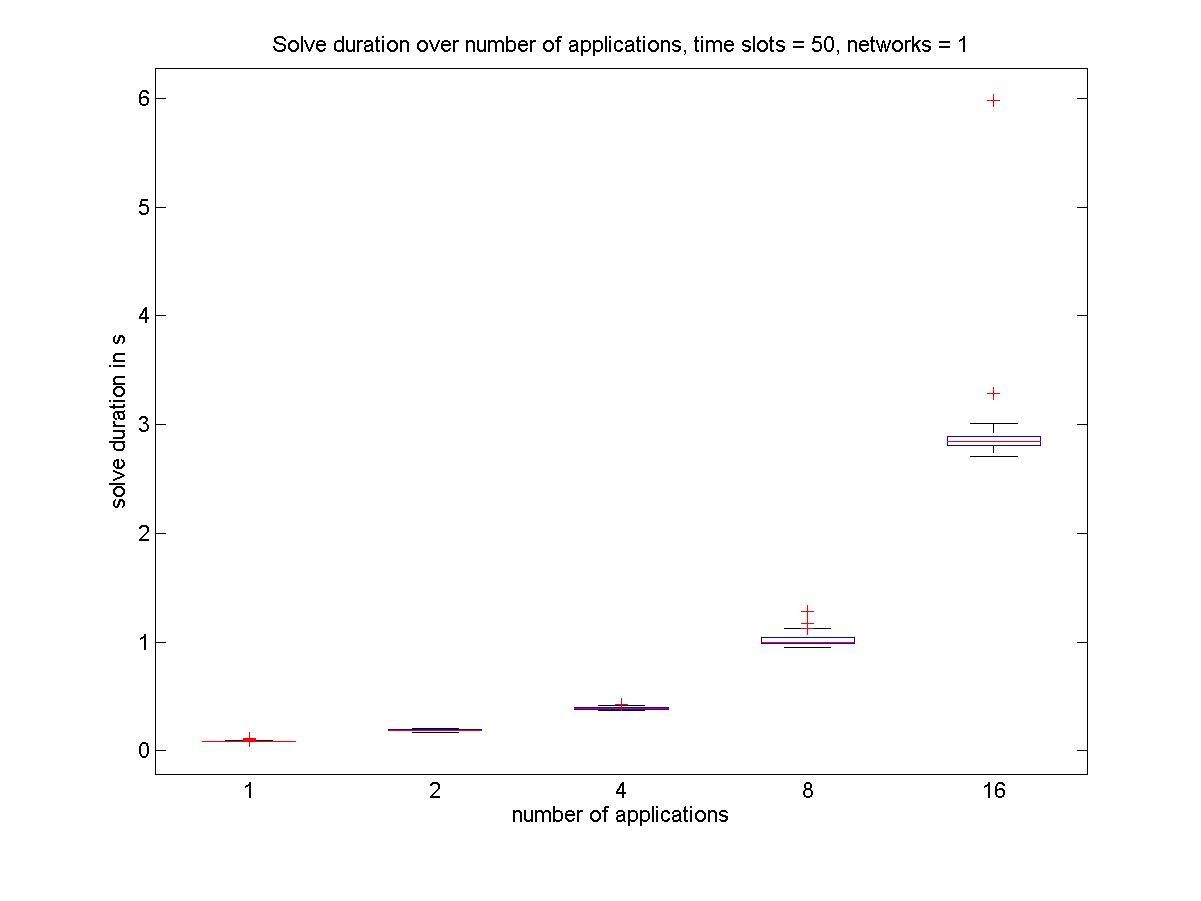 Solve duration over number of applications, time slots = 50, networks = 1
6
5
4
3
2
1
0
solve duration in s
1 2 4 8 16
number of applications